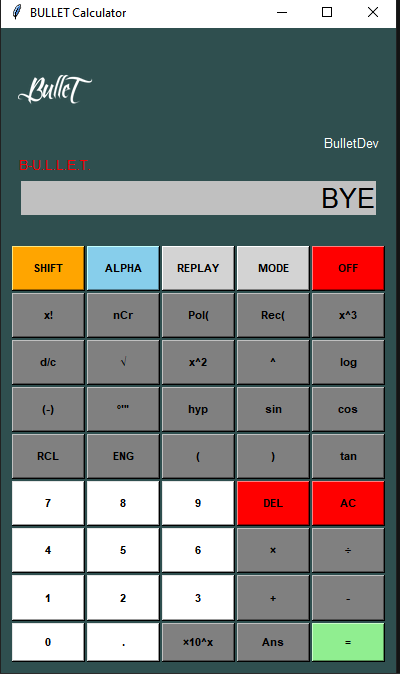 BULLET Calculator
BulleT
BulletDev
B-U L L E T
BYE
SHIFT ALPHA REPLAY MODE OFF
x! nCr Pol( Rec( x^3
d/c √ x^2 ^ log
(-) °'" hyp sin cos
RCL ENG ( ) tan
7 8 9 DEL AC
4 5 6 × ÷
1 2 3 + -
0 . ×10^x Ans =